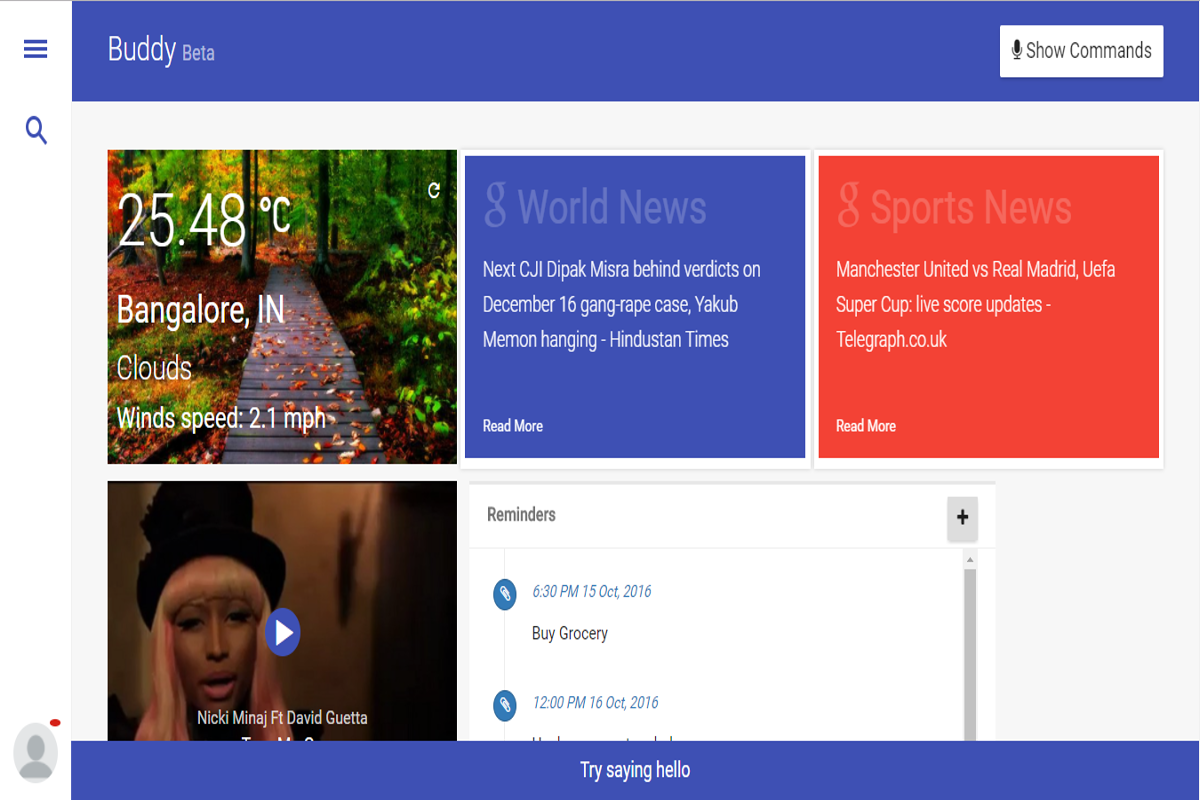 Buddy Beta
Show Commands
25.48 °C
Bangalore, IN
Clouds
Winds speed: 2.1 mph
g World News
Next CJI Dipak Misra behind verdicts on
December 16 gang-rape case, Yakub
Memon hanging - Hindustan Times
Read More
g Sports News
Manchester United vs Real Madrid, Uefa
Super Cup: live score updates -
Telegraph.co.uk
Read More
Nicki Minaj Ft David Guetta
Reminders
+
6:30 PM 15 Oct, 2016
Buy Grocery
12:00 PM 16 Oct, 2016
Try saying hello